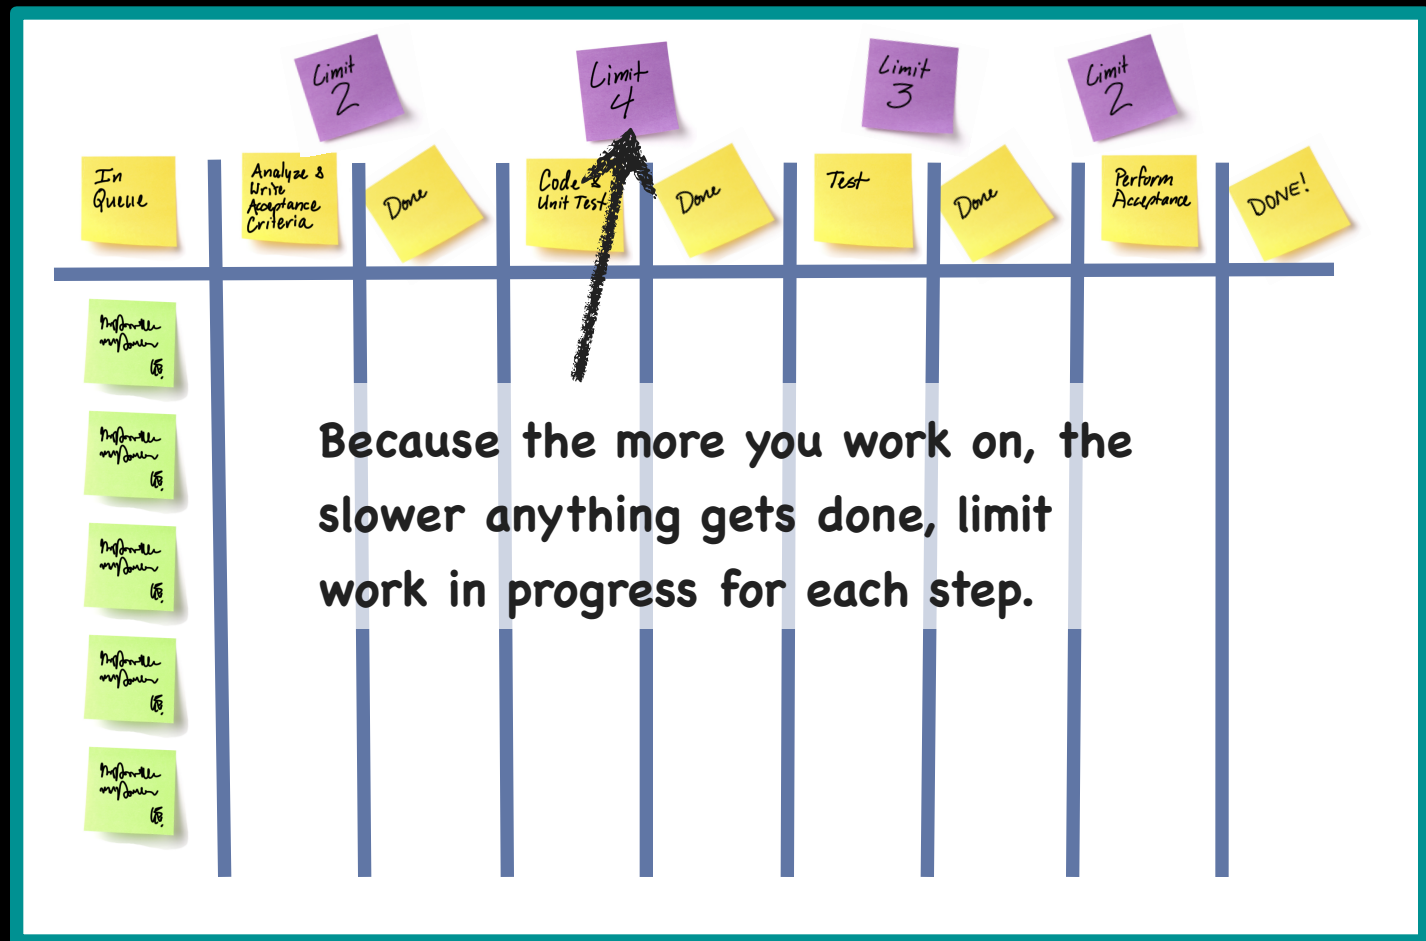 Limit
2
Limit
4
Limit
3
Limit
2
In
Queue
Analyze &
Write
Acceptance
Criteria
Done
Code &
Unit Test
Done
Test
Done
Perform
Acceptance
DONE!
Because the more you work on, the
slower anything gets done, limit
work in progress for each step.